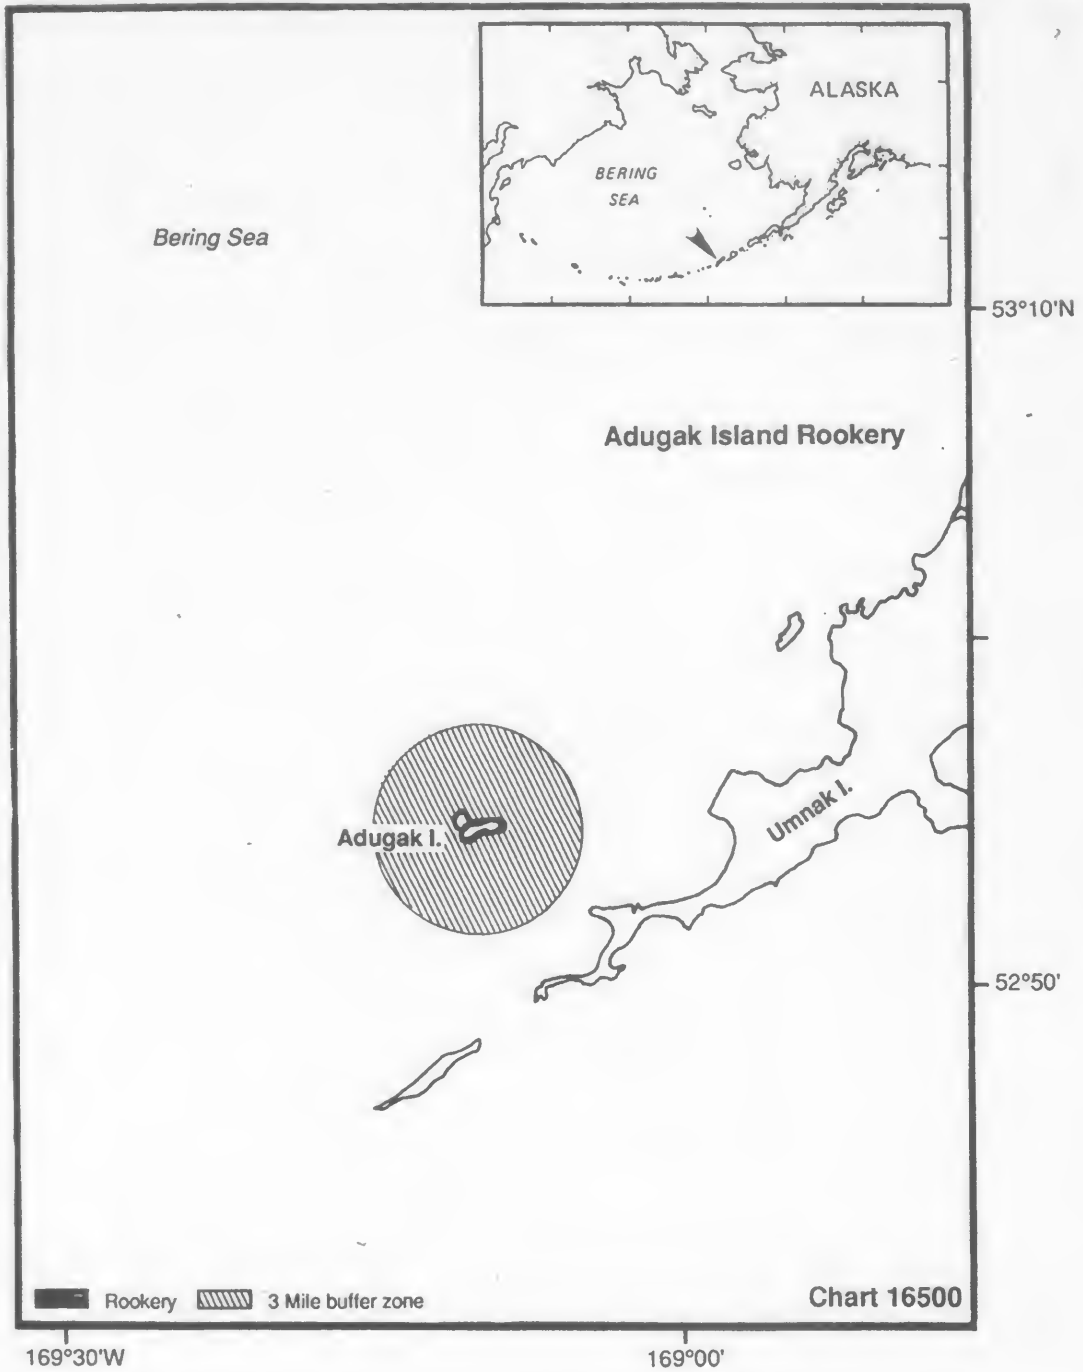 ALASKA
BERING
SEA
Bering Sea
53°10'N
Adugak Island Rookery
Umnak I.
Adugak I.
52°50'
Rookery
3 Mile buffer zone
Chart 16500
169°30'W
169°00'